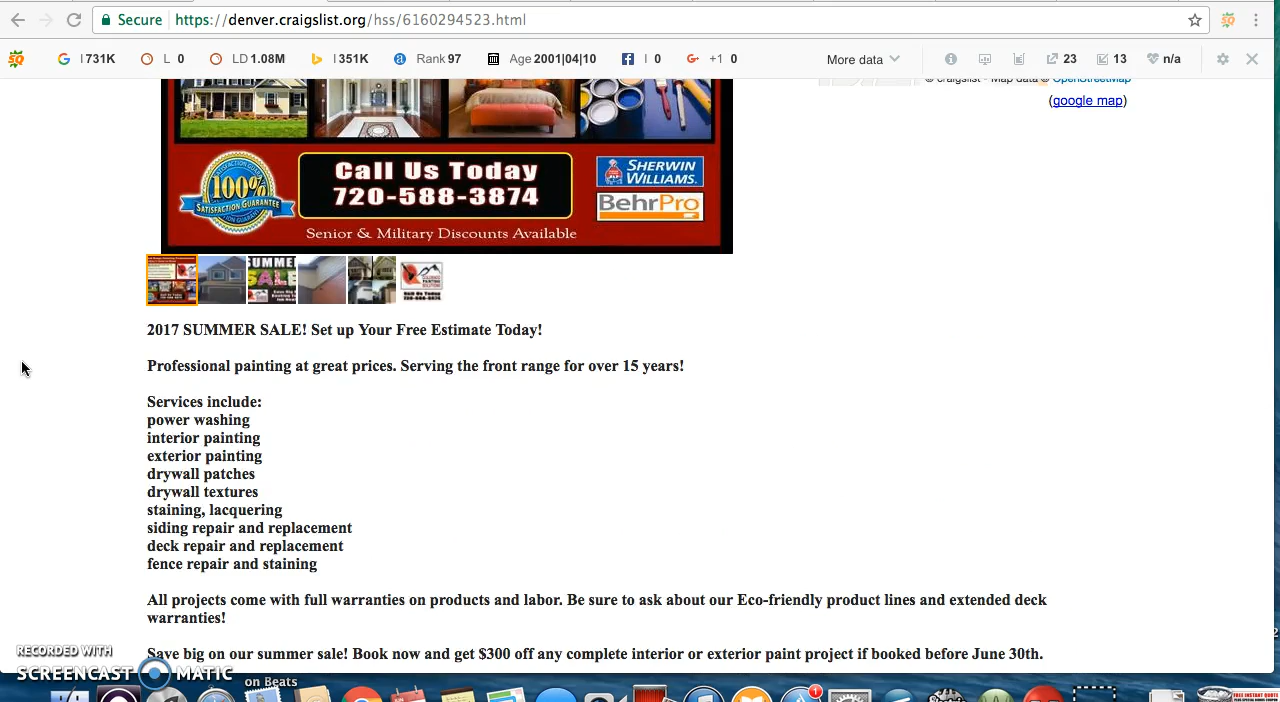 Secure https://denver.craigslist.org/hss/6160294523.html
I 731K L 0 LD 1.08M I 351K Rank 97 Age 2001|04|10 I 0 +1 0 More data 23 13 n/a
© craigslist - Map data © OpenStreetMap
(google map)
Call Us Today
720-588-3874
100%
SATISFACTION GUARANTEE
SHERWIN
WILLIAMS.
BehrPro
Senior & Military Discounts Available
SUMMER
SALE
2017 SUMMER SALE! Set up Your Free Estimate Today!
Professional painting at great prices. Serving the front range for over 15 years!
Services include:
power washing
interior painting
exterior painting
drywall patches
drywall textures
staining, lacquering
siding repair and replacement
deck repair and replacement
fence repair and staining
All projects come with full warranties on products and labor. Be sure to ask about our Eco-friendly product lines and extended deck
warranties!
Save big on our summer sale! Book now and get $300 off any complete interior or exterior paint project if booked before June 30th.
RECORDED WITH
SCREENCAST MATIC
on Beats
1